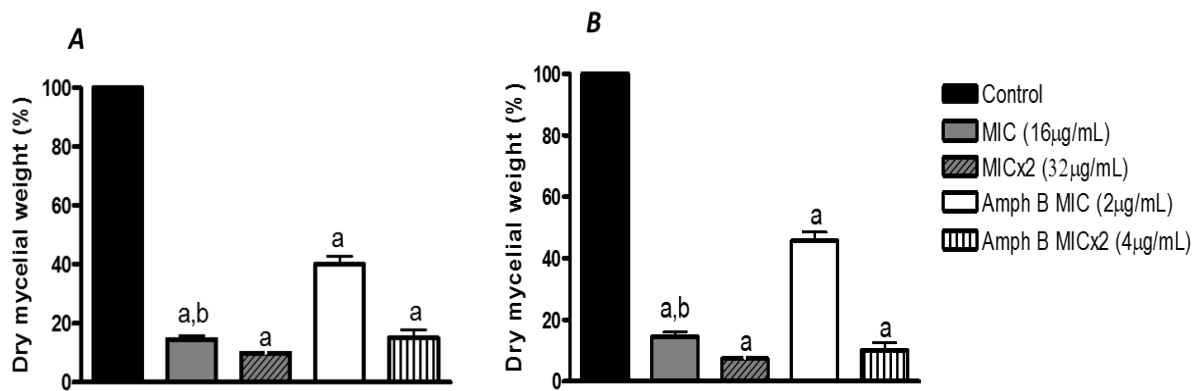 A
Dry mycelial weight (%)
100
80
60
40
20
0
a,b
a
a
a
B
Dry mycelial weight (%)
100
80
60
40
20
0
a,b
a
a
a
Control
MIC (16µg/mL)
MICx2 (32µg/mL)
Amph B MIC (2µg/mL)
Amph B MICx2 (4µg/mL)